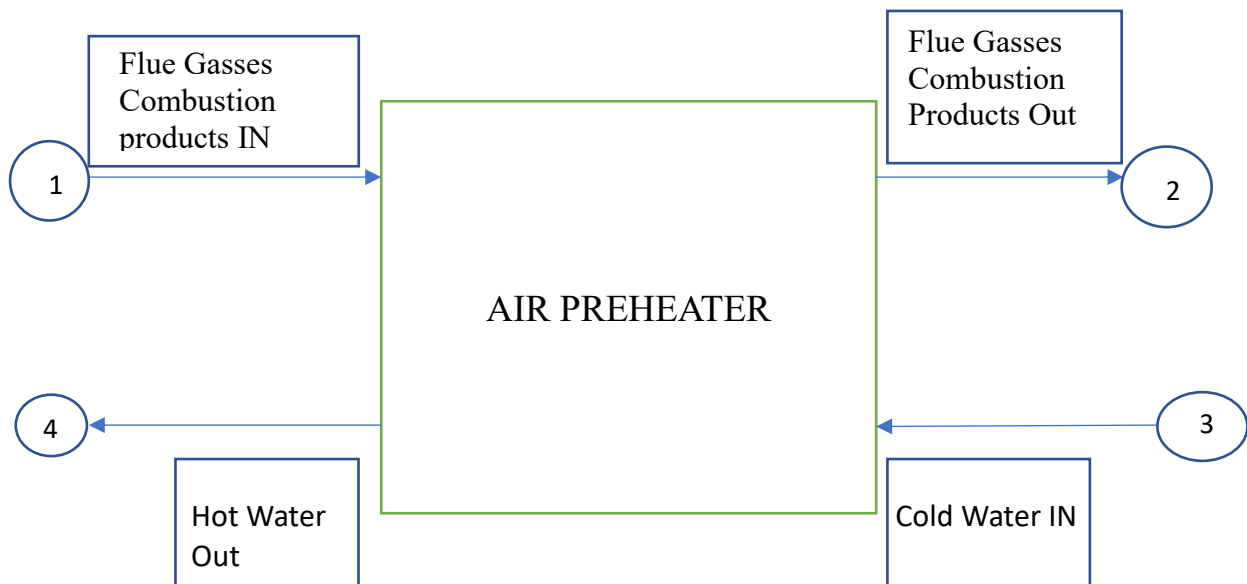 Flue Gasses
Combustion
products IN
Flue Gasses
Combustion
Products Out
1
2
AIR PREHEATER
4
3
Hot Water
Out
Cold Water IN